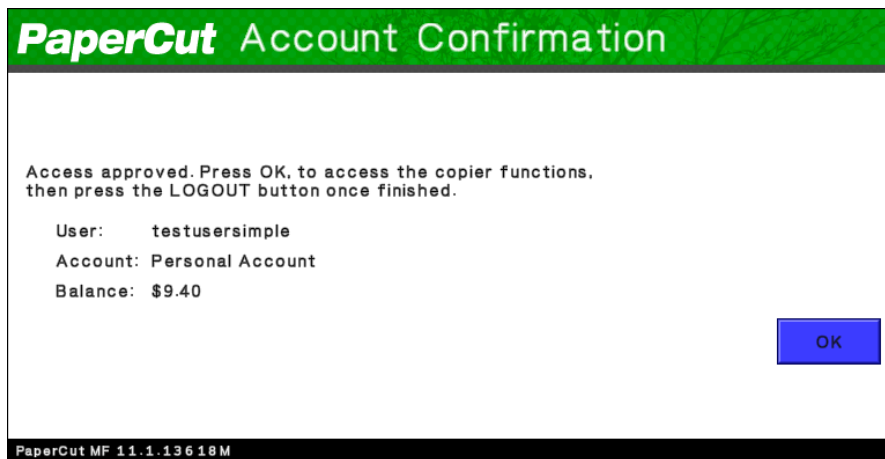 PaperCut Account Confirmation
Access approved. Press OK, to access the copier functions,
then press the LOGOUT button once finished.
User: testusersimple
Account: Personal Account
Balance: $9.40
OK
PaperCut MF 11.1.13618M